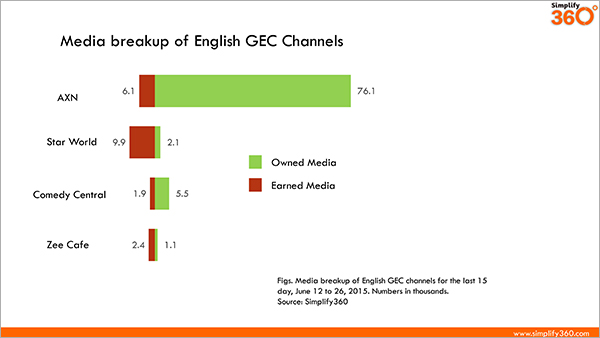 Simplify
360°
Media breakup of English GEC Channels
AXN
6.1
76.1
Star World
9.9
2.1
Comedy Central
1.9
5.5
Zee Cafe
2.4
1.1
Owned Media
Earned Media
Figs. Media breakup of English GEC channels for the last 15
day, June 12 to 26, 2015. Numbers in thousands.
Source: Simplify360
www.simplify360.com